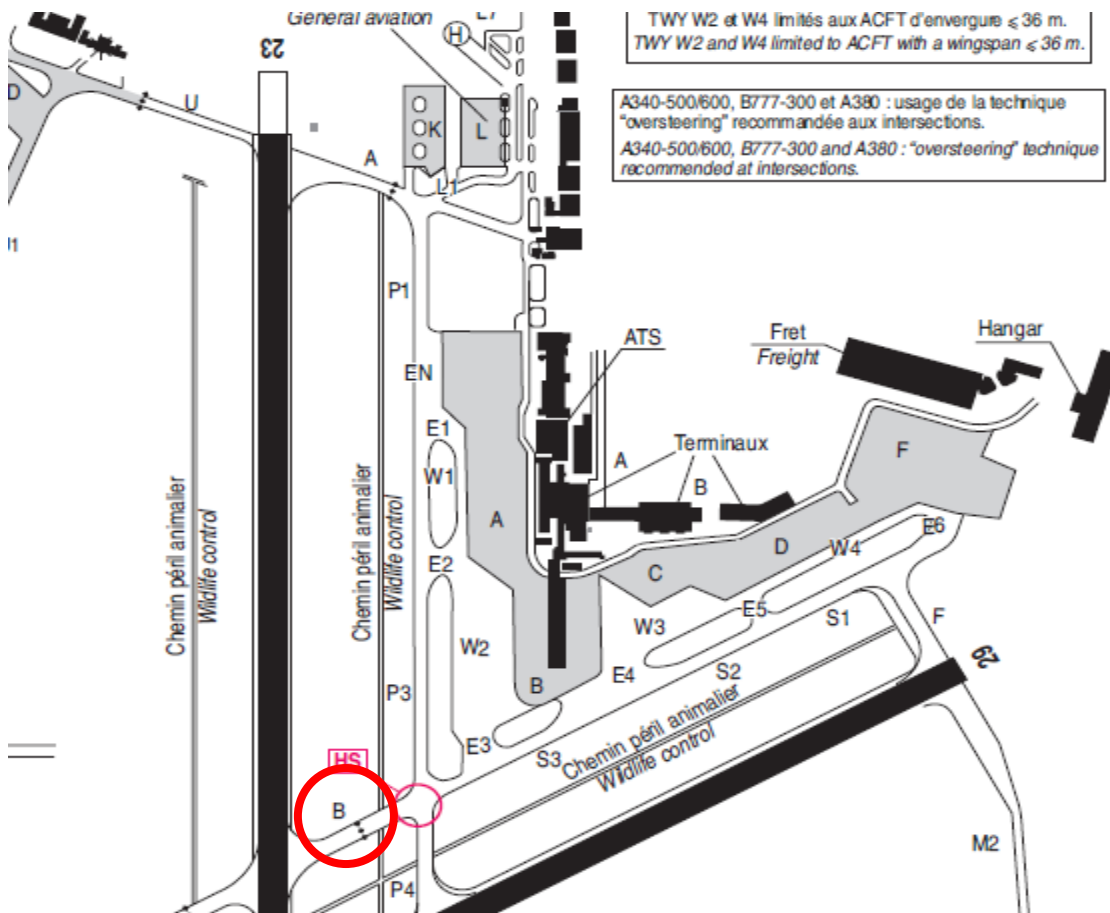 General aviation
L7
H
23
TWY W2 et W4 limités aux ACFT d'envergure ⩽ 36 m.
TWY W2 and W4 limited to ACFT with a wingspan ⩽ 36 m.
A340-500/600, B777-300 et A380 : usage de la technique
"oversteering" recommandée aux intersections.
A340-500/600, B777-300 and A380 : "oversteering" technique
recommended at intersections.
D
U
A
K
L
L1
P1
EN
ATS
Fret
Freight
Hangar
E1
W1
A
A
Terminaux
B
F
Chemin péril animalier
Wildlife control
Chemin péril animalier
Wildlife control
E2
W2
C
D
W4
E6
E5
W3
S1
F
29
E4
S2
B
P3
E3
S3
Chemin péril animalier
Wildlife control
HS
B
P4
M2